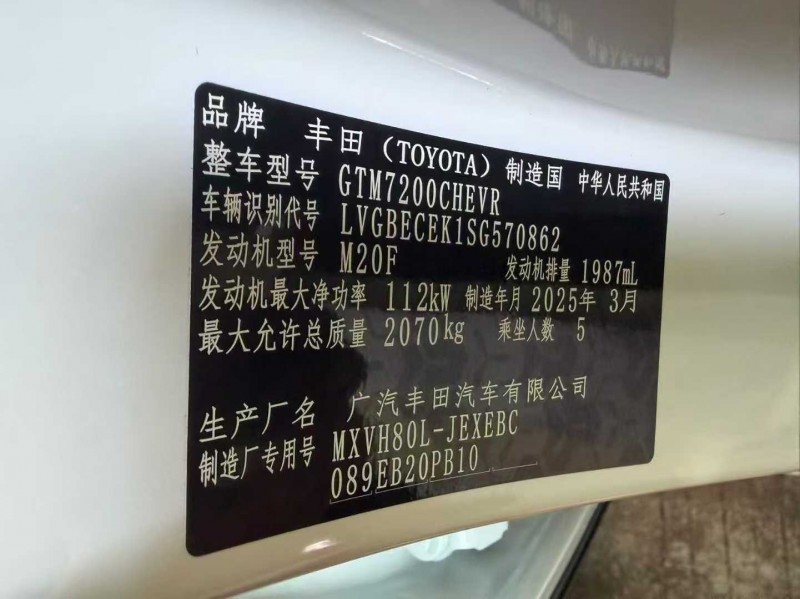 品牌 丰田（TOYOTA） 制造国 中华人民共和国
整车型号 GTM7200CHEVR
车辆识别代号 LVGBECEK1SG570862
发动机型号 M20F 发动机排量 1987mL
发动机最大净功率 112kW 制造年月 2025年 3月
最大允许总质量 2070kg 乘坐人数 5
生产厂名 广汽丰田汽车有限公司
制造厂专用号 MXVH80L-JEXEBC
089EB20PB10